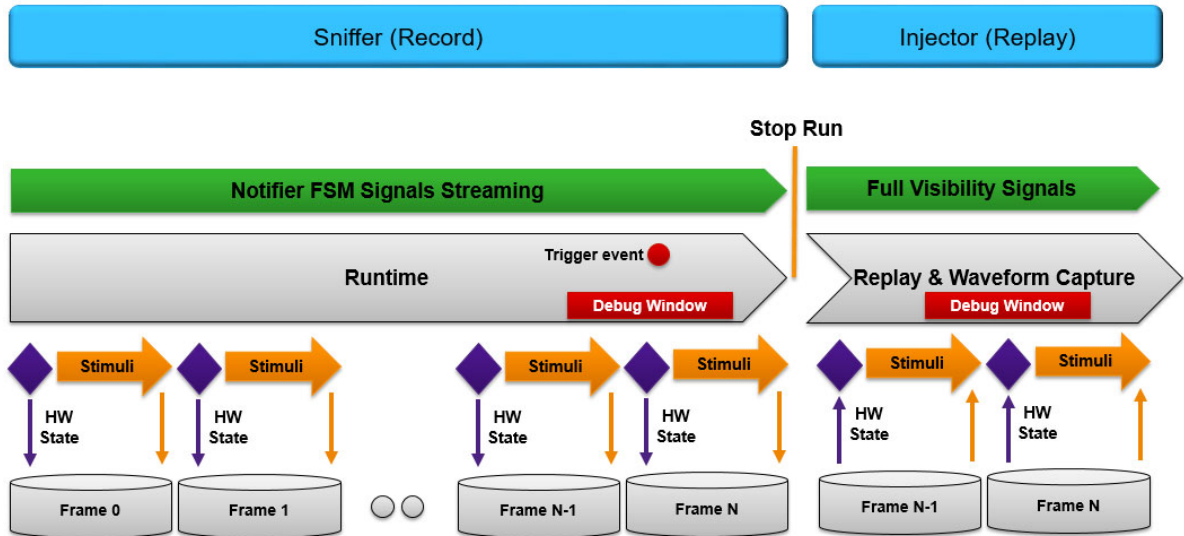 Sniffer (Record)
Injector (Replay)
Stop Run
Notifier FSM Signals Streaming
Full Visibility Signals
Trigger event
Runtime
Replay & Waveform Capture
Debug Window
Debug Window
Stimuli
Stimuli
Stimuli
Stimuli
Stimuli
Stimuli
HW
State
HW
State
HW
State
HW
State
HW
State
HW
State
Frame 0
Frame 1
Frame N-1
Frame N
Frame N-1
Frame N